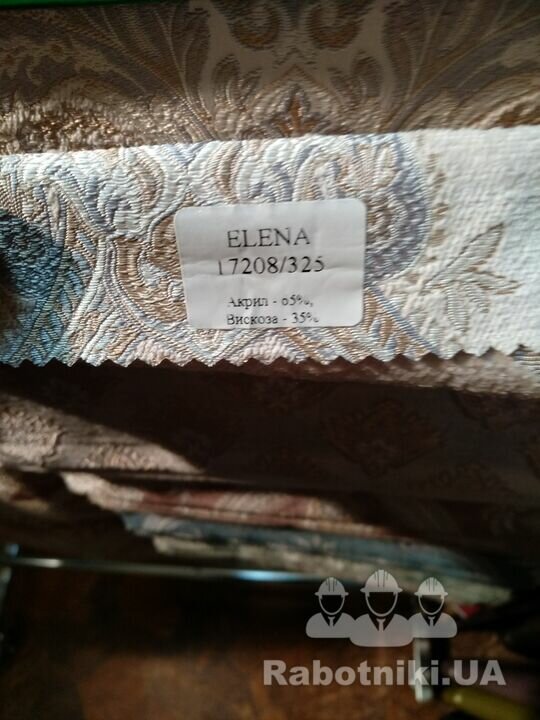 ELENA
17208/325
Акрил - 65%,
Вискоза - 35%
Rabotniki.UA